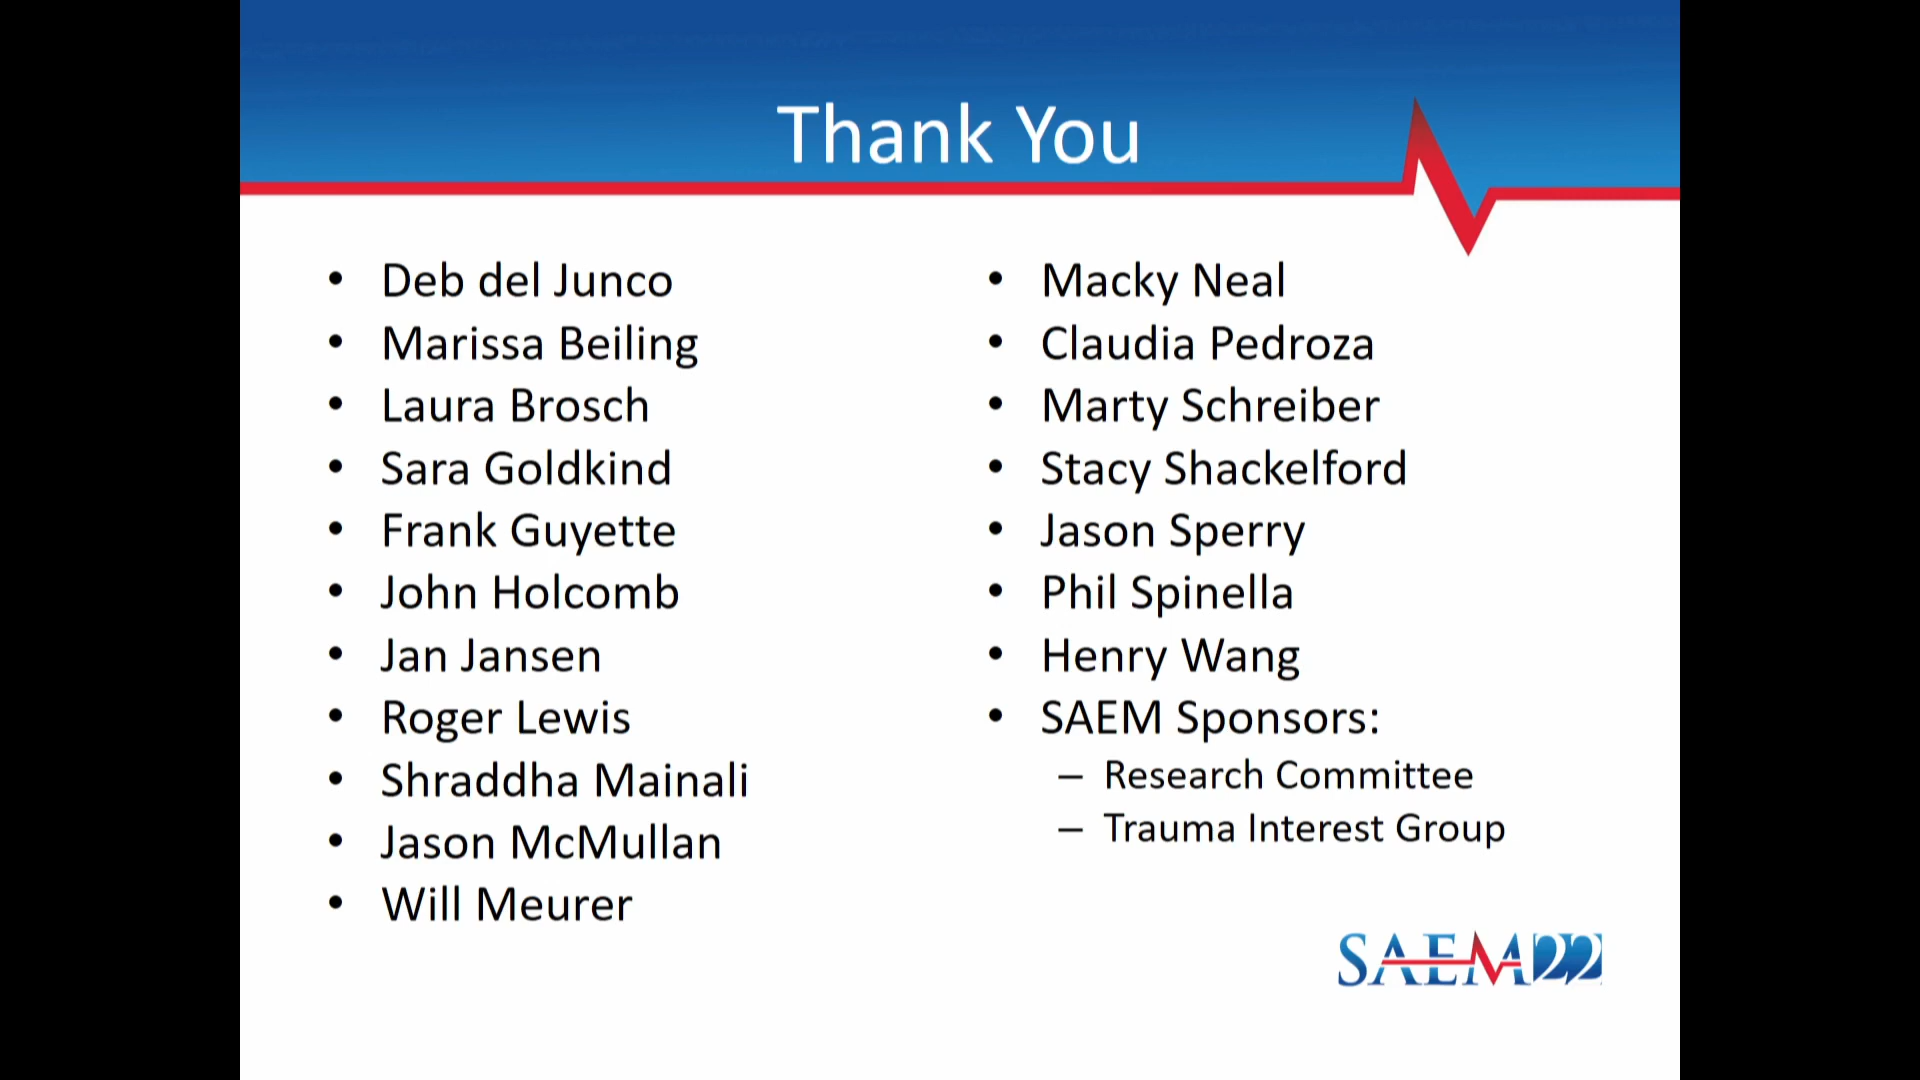 Thank You
• Deb del Junco
• Marissa Beiling
• Laura Brosch
• Sara Goldkind
• Frank Guyette
• John Holcomb
• Jan Jansen
• Roger Lewis
• Shraddha Mainali
• Jason McMullan
• Will Meurer
• Macky Neal
• Claudia Pedroza
• Marty Schreiber
• Stacy Shackelford
• Jason Sperry
• Phil Spinella
• Henry Wang
• SAEM Sponsors:
– Research Committee
– Trauma Interest Group
SAEM22